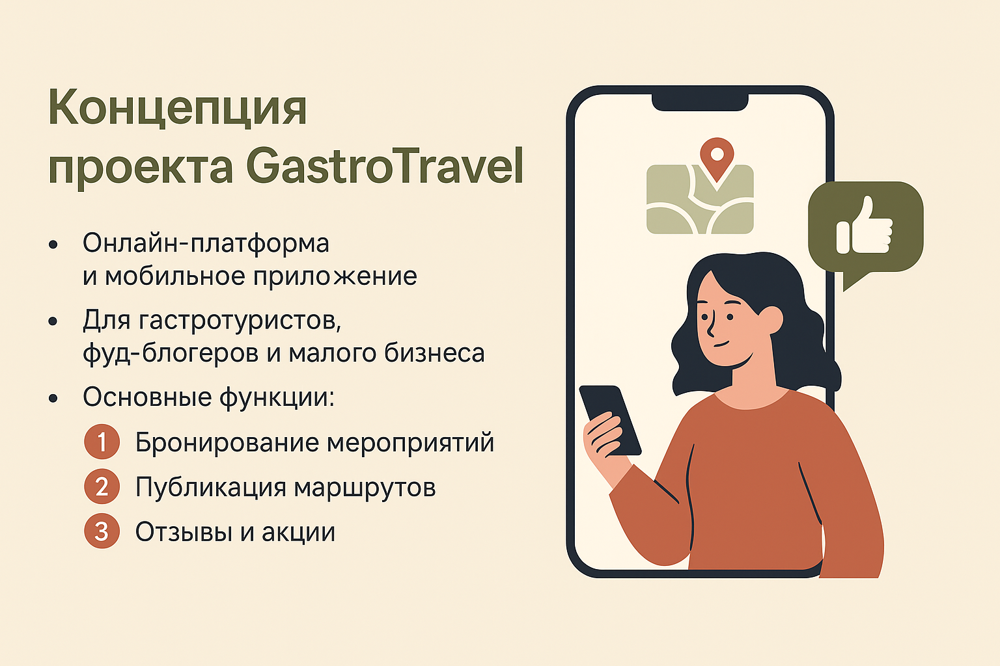 Концепция
проекта GastroTravel
• Онлайн-платформа
и мобильное приложение
• Для гастротуристов,
фуд-блогеров и малого бизнеса
• Основные функции:
1 Бронирование мероприятий
2 Публикация маршрутов
3 Отзывы и акции